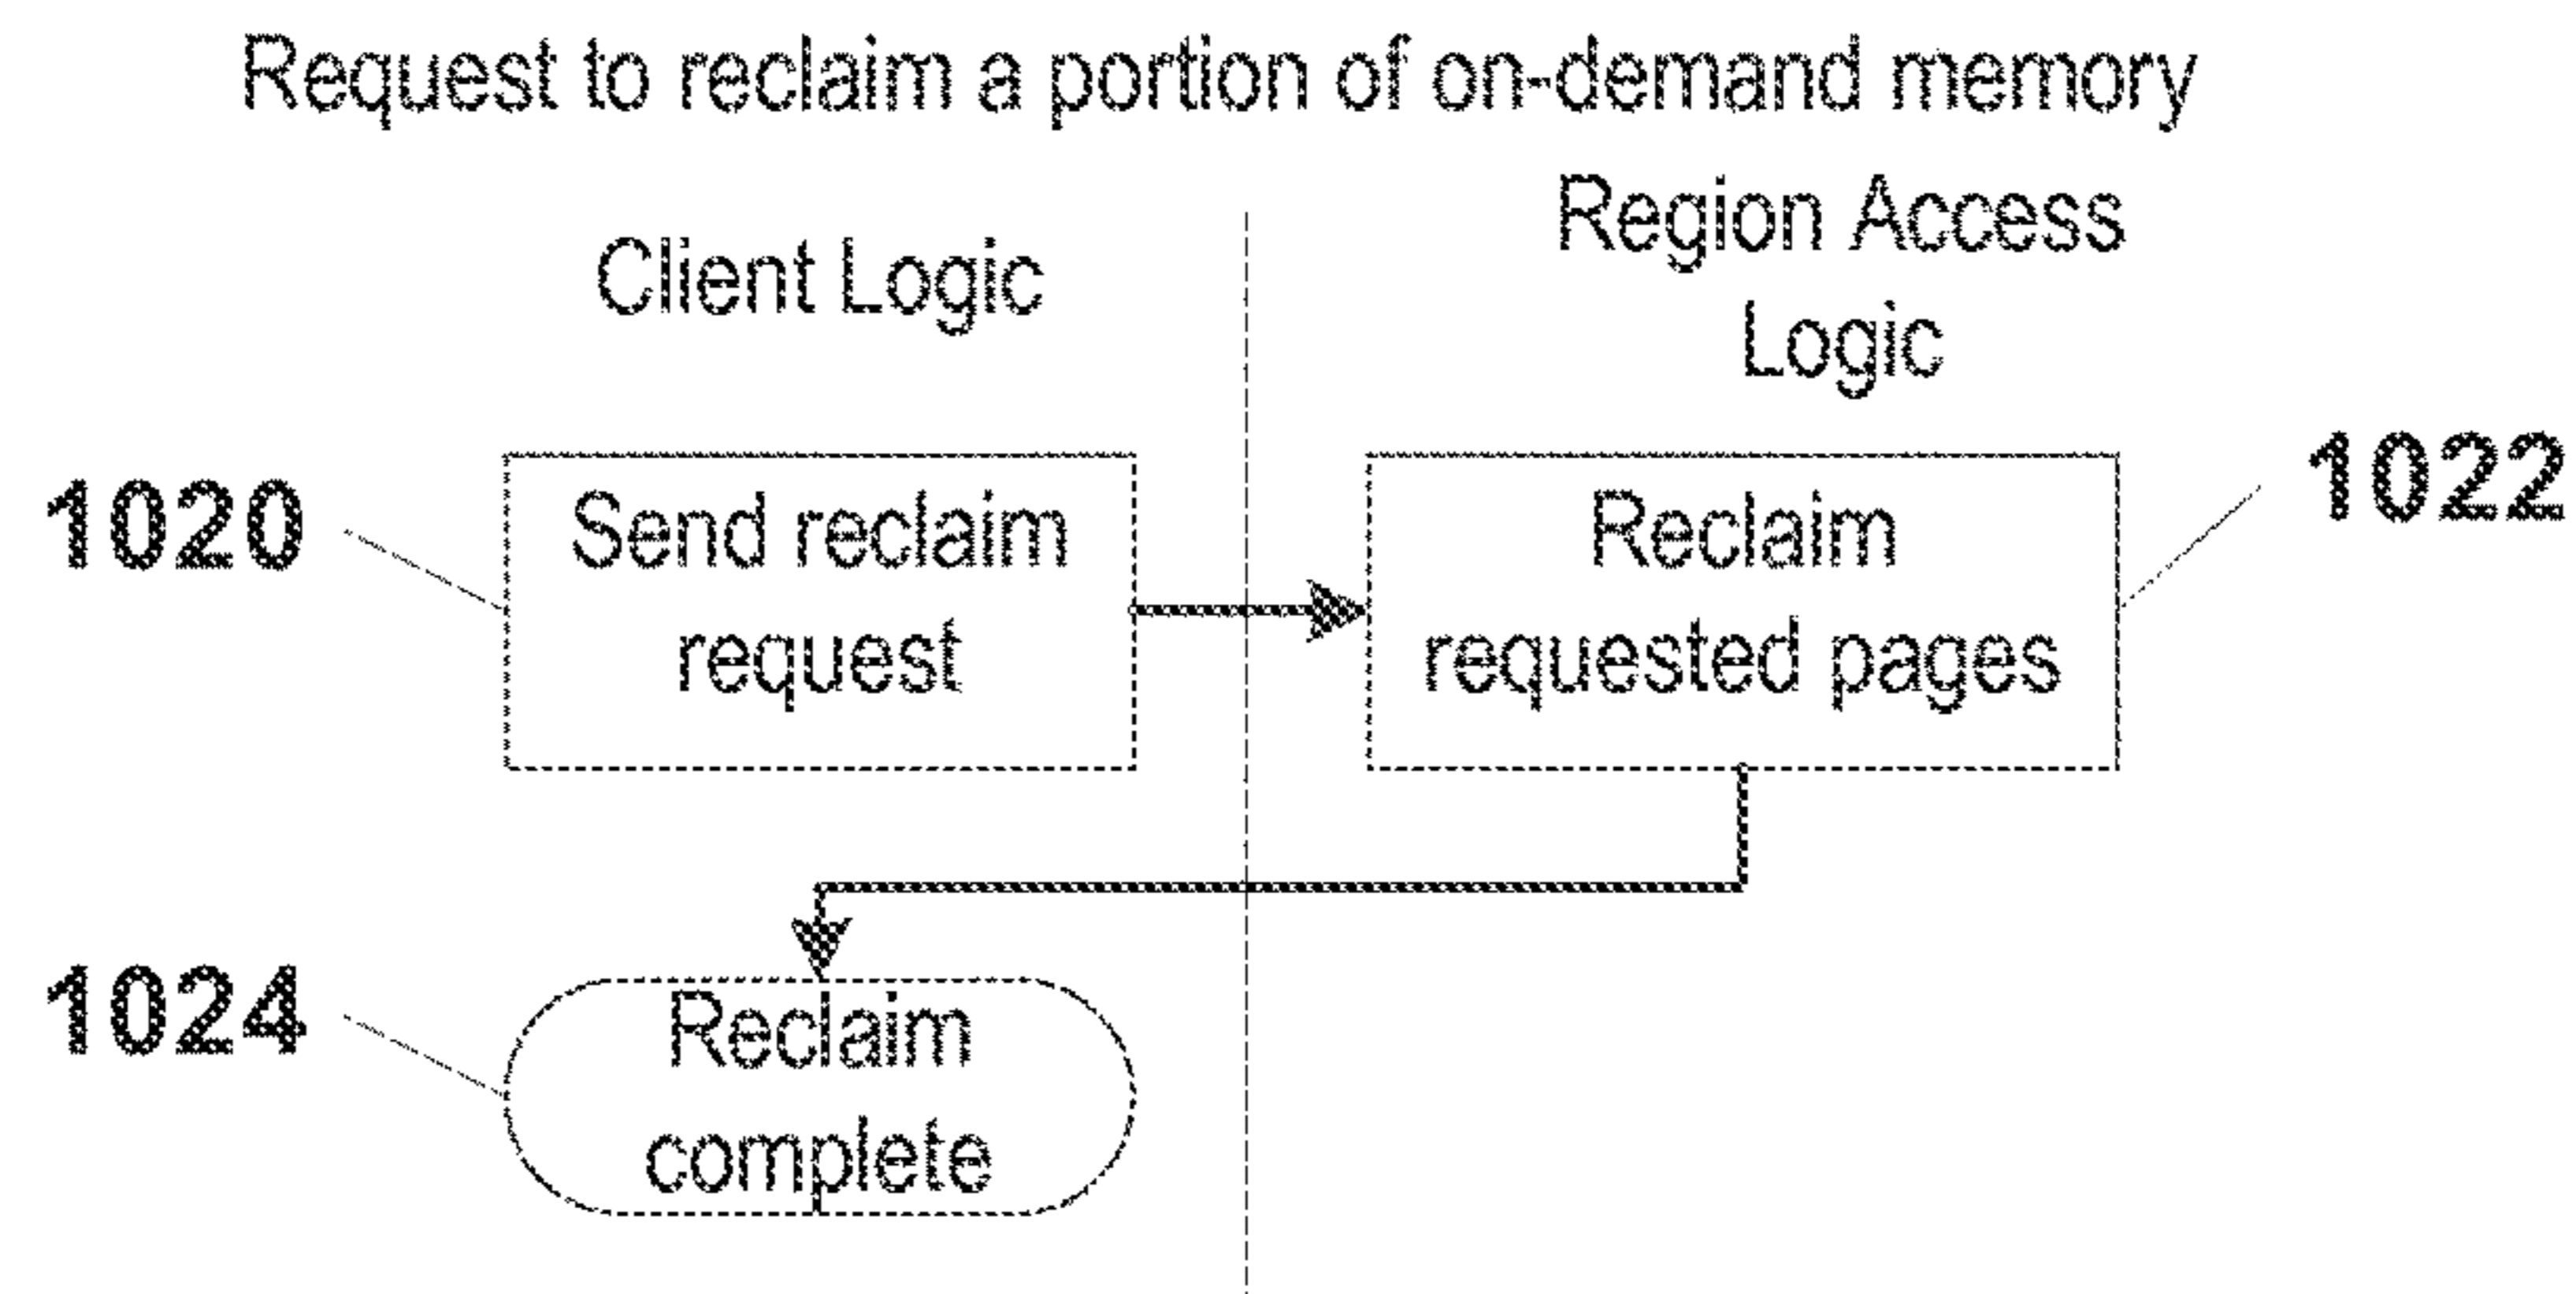 Request to reclaim a portion of on-demand memory
Client Logic
Region Access
Logic
1020
Send reclaim
request
Reclaim
requested pages
1022
1024
Reclaim
complete